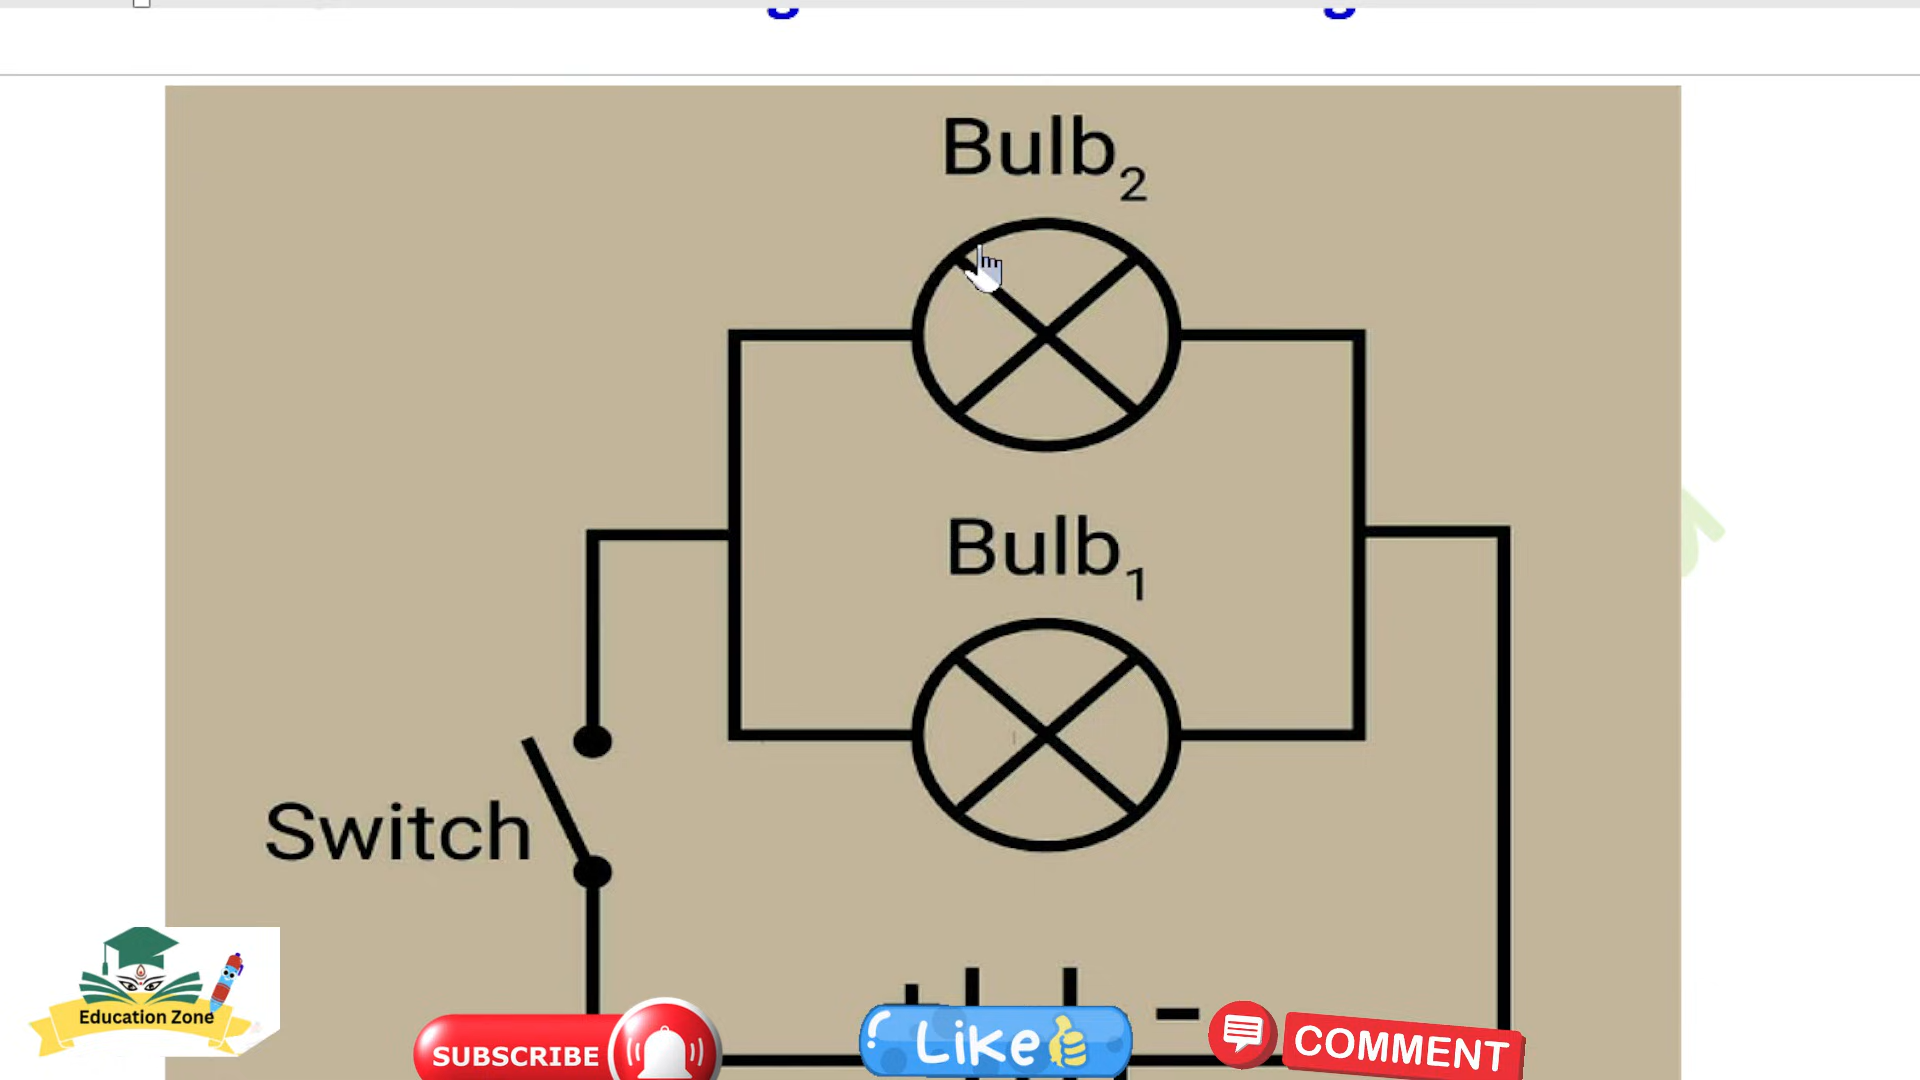 Bulb2
Bulb1
Switch
+
-
Education Zone
SUBSCRIBE
Like
COMMENT